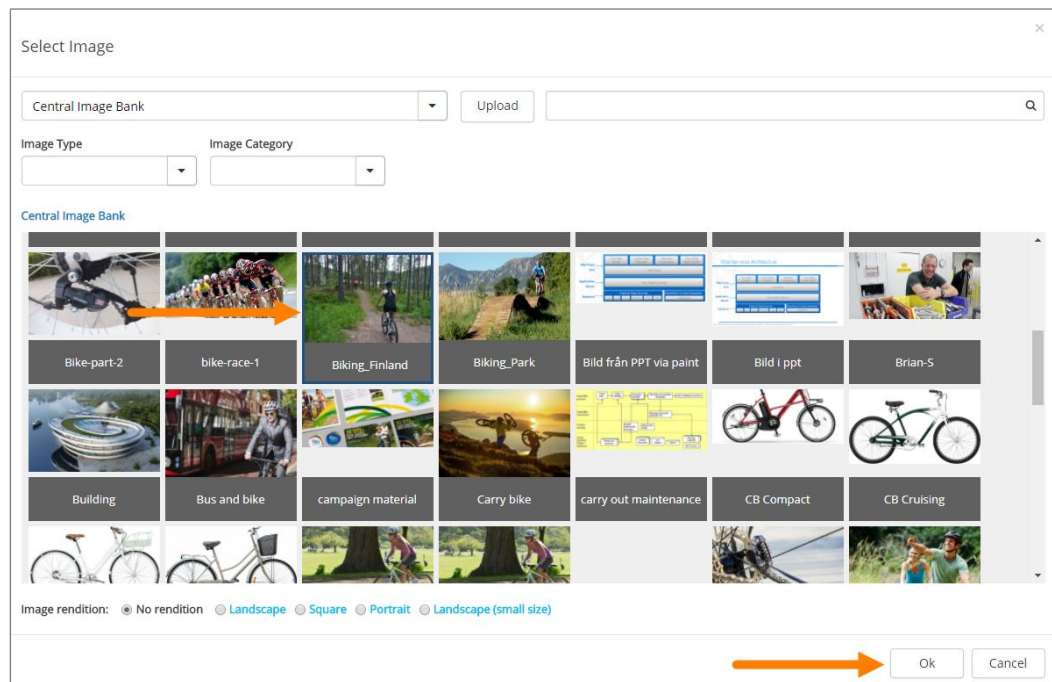 ×
Select Image
Central Image Bank
Upload
Image Type
Image Category
Central Image Bank
Bike-part-2
bike-race-1
Biking_Finland
Biking_Park
Bild från PPT via paint
Bild i ppt
Brian-S
Building
Bus and bike
campaign material
Carry bike
carry out maintenance
CB Compact
CB Cruising
Image rendition: No rendition Landscape Square Portrait Landscape (small size)
Ok Cancel